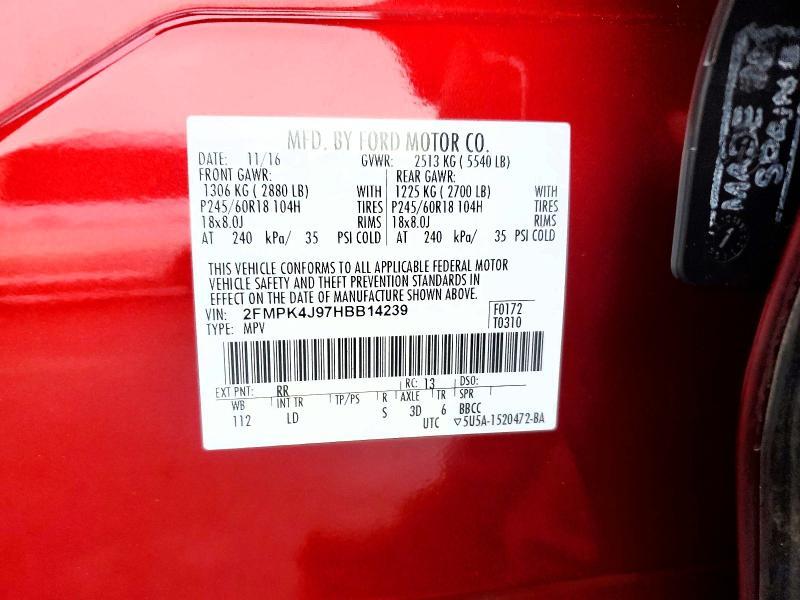 MFD. BY FORD MOTOR CO.
DATE: 11/16 GVWR: 2513 KG ( 5540 LB)
FRONT GAWR: REAR GAWR:
1306 KG ( 2880 LB) WITH 1225 KG ( 2700 LB) WITH
P245/60R18 104H TIRES P245/60R18 104H TIRES
18x8.0J RIMS 18x8.0J RIMS
AT 240 kPa/ 35 PSI COLD AT 240 kPa/ 35 PSI COLD
THIS VEHICLE CONFORMS TO ALL APPLICABLE FEDERAL MOTOR
VEHICLE SAFETY AND THEFT PREVENTION STANDARDS IN
EFFECT ON THE DATE OF MANUFACTURE SHOWN ABOVE.
VIN: 2FMPK4J97HBB14239 F0172
TYPE: MPV T0310
EXT PNT: RR RC: 13 DSO:
WB INT TR TP/PS R AXLE TR SPR
112 LD S 3D 6 BBCC
UTC ▽5U5A-1520472-BA
MADE